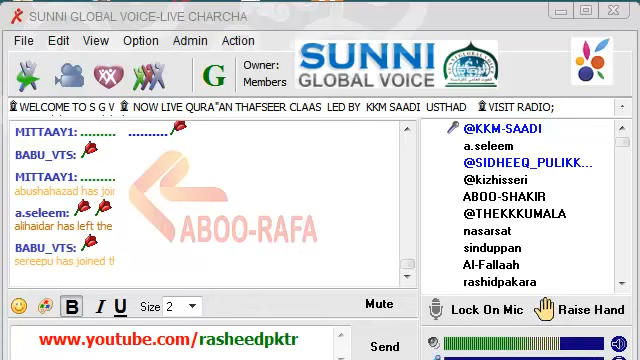 SUNNI GLOBAL VOICE-LIVE CHARCHA
File Edit View Option Admin Action
G
Owner:
Members
SUNNI
GLOBAL VOICE
WELCOME TO S G V NOW LIVE QURA"AN THAFSEER CLAAS LED BY KKM SAADI USTHAD VISIT RADIO;
MITTAAY1: ......... ..........
BABU_VTS:
MITTAAY1: .........
abushahazad has join
a.seleem:
alihaidar has left the
BABU_VTS:
sereepu has joined th
ABOO-RAFA
@KKM-SAADI
a.seleem
@SIDHEEQ_PULIKK...
@kizhisseri
ABOO-SHAKIR
@THEKKKUMALA
nasarsat
sinduppan
Al-Fallaah
rashidpakara
B I U Size 2 Mute
Lock On Mic Raise Hand
www.youtube.com/rasheedpktr
Send